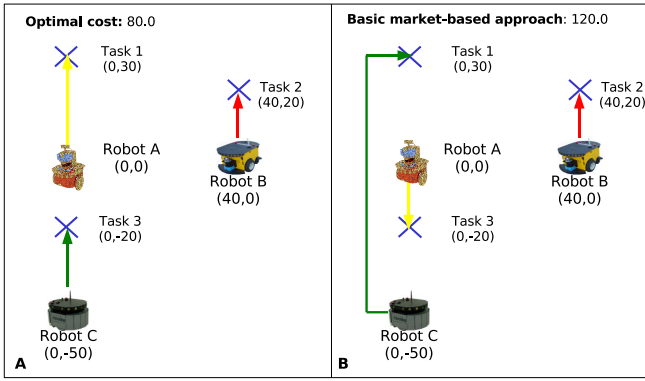 Optimal cost: 80.0
Task 1
(0,30)
Task 2
(40,20)
Robot A
(0,0)
Robot B
(40,0)
Task 3
(0,-20)
Robot C
(0,-50)
A
Basic market-based approach: 120.0
Task 1
(0,30)
Task 2
(40,20)
Robot A
(0,0)
Robot B
(40,0)
Task 3
(0,-20)
Robot C
(0,-50)
B